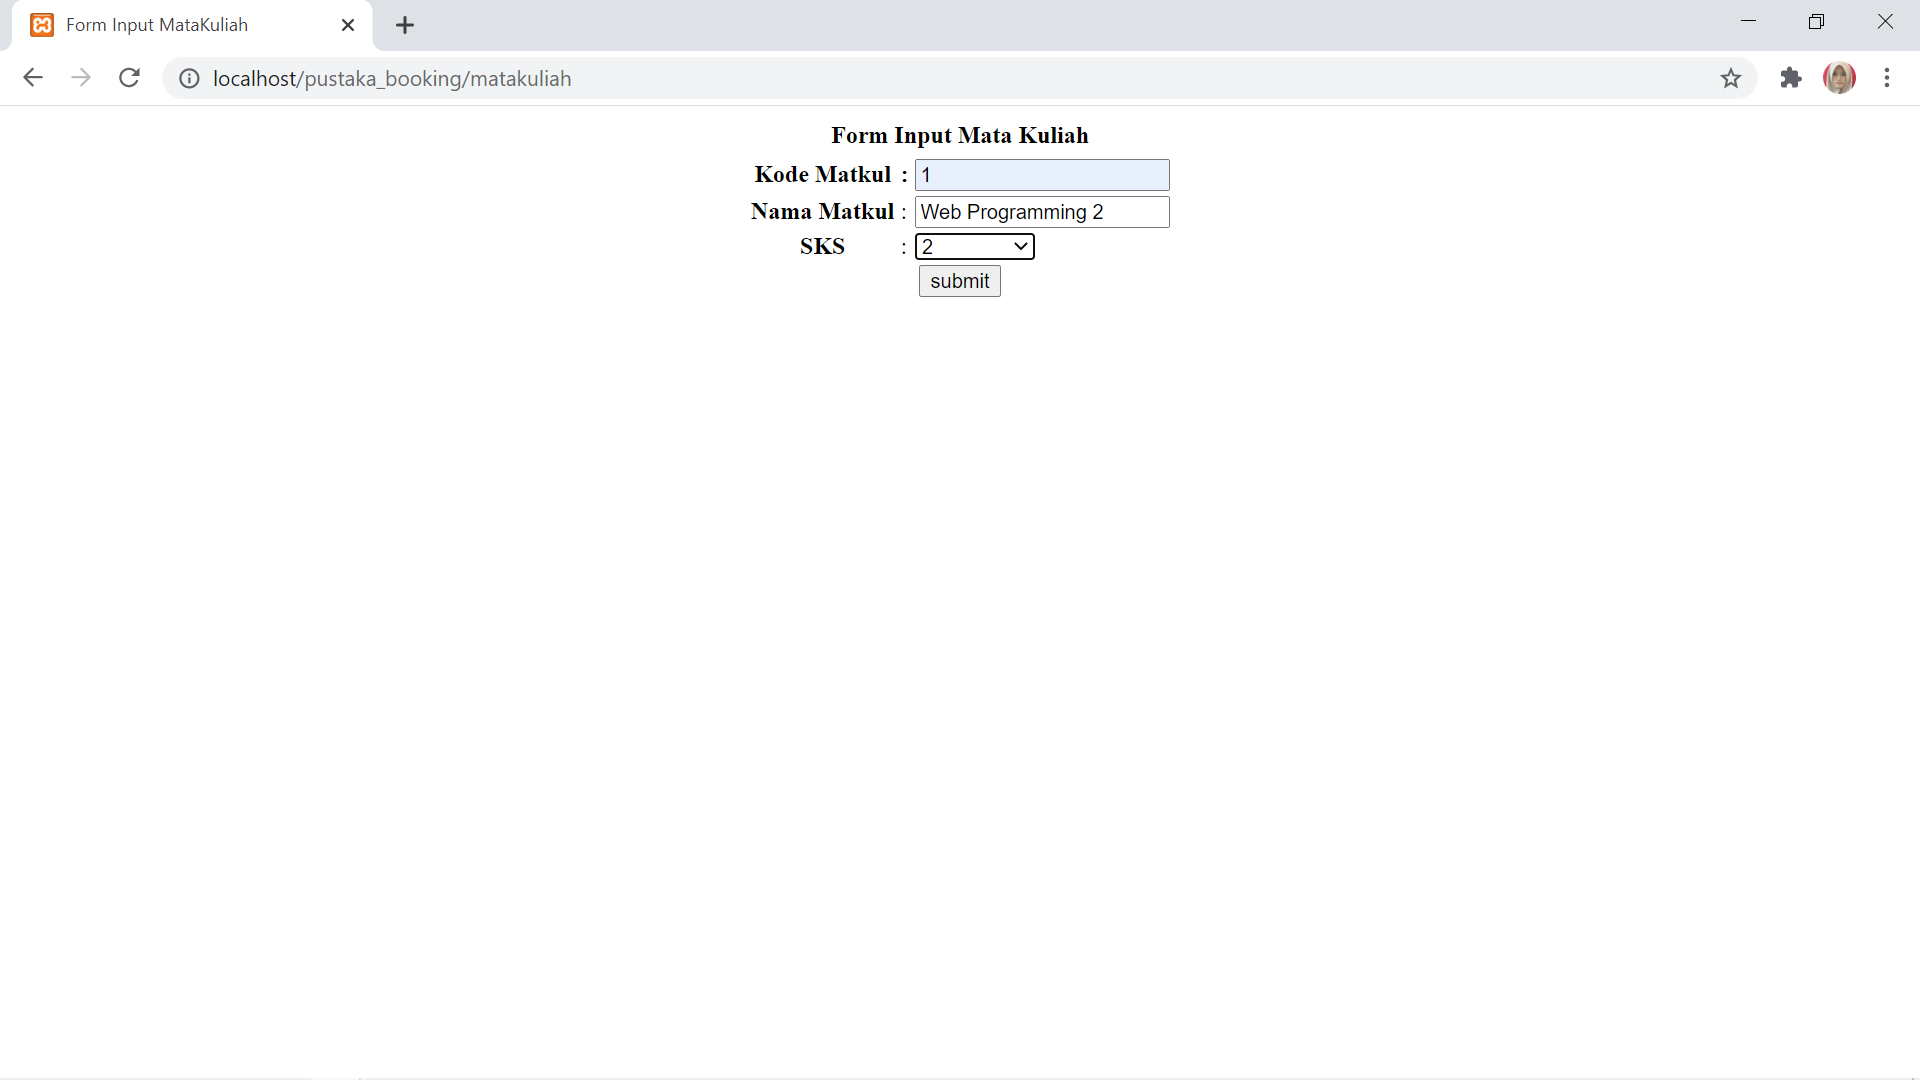 Form Input MataKuliah
localhost/pustaka_booking/matakuliah
Form Input Mata Kuliah
Kode Matkul : 1
Nama Matkul : Web Programming 2
SKS : 2
submit